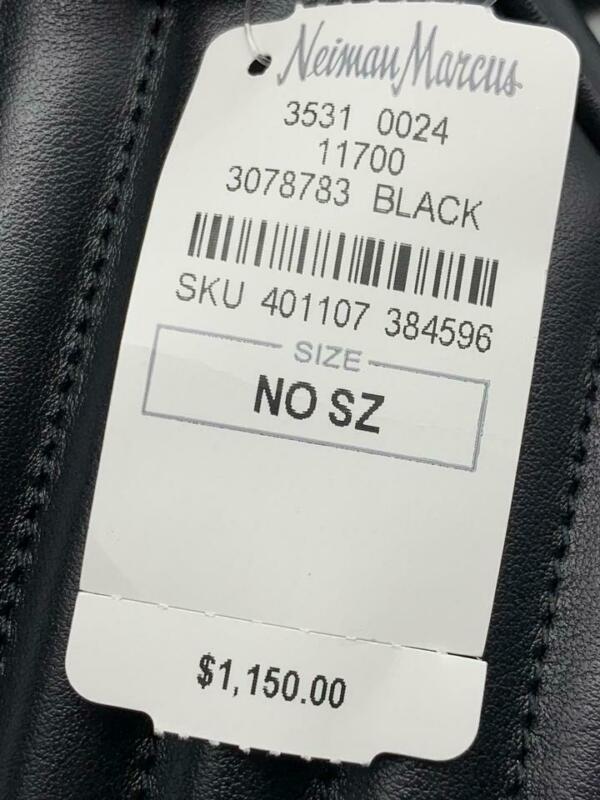 Neiman Marcus
3531 0024
11700
3078783 BLACK
SKU 401107 384596
SIZE
NO SZ
$1,150.00